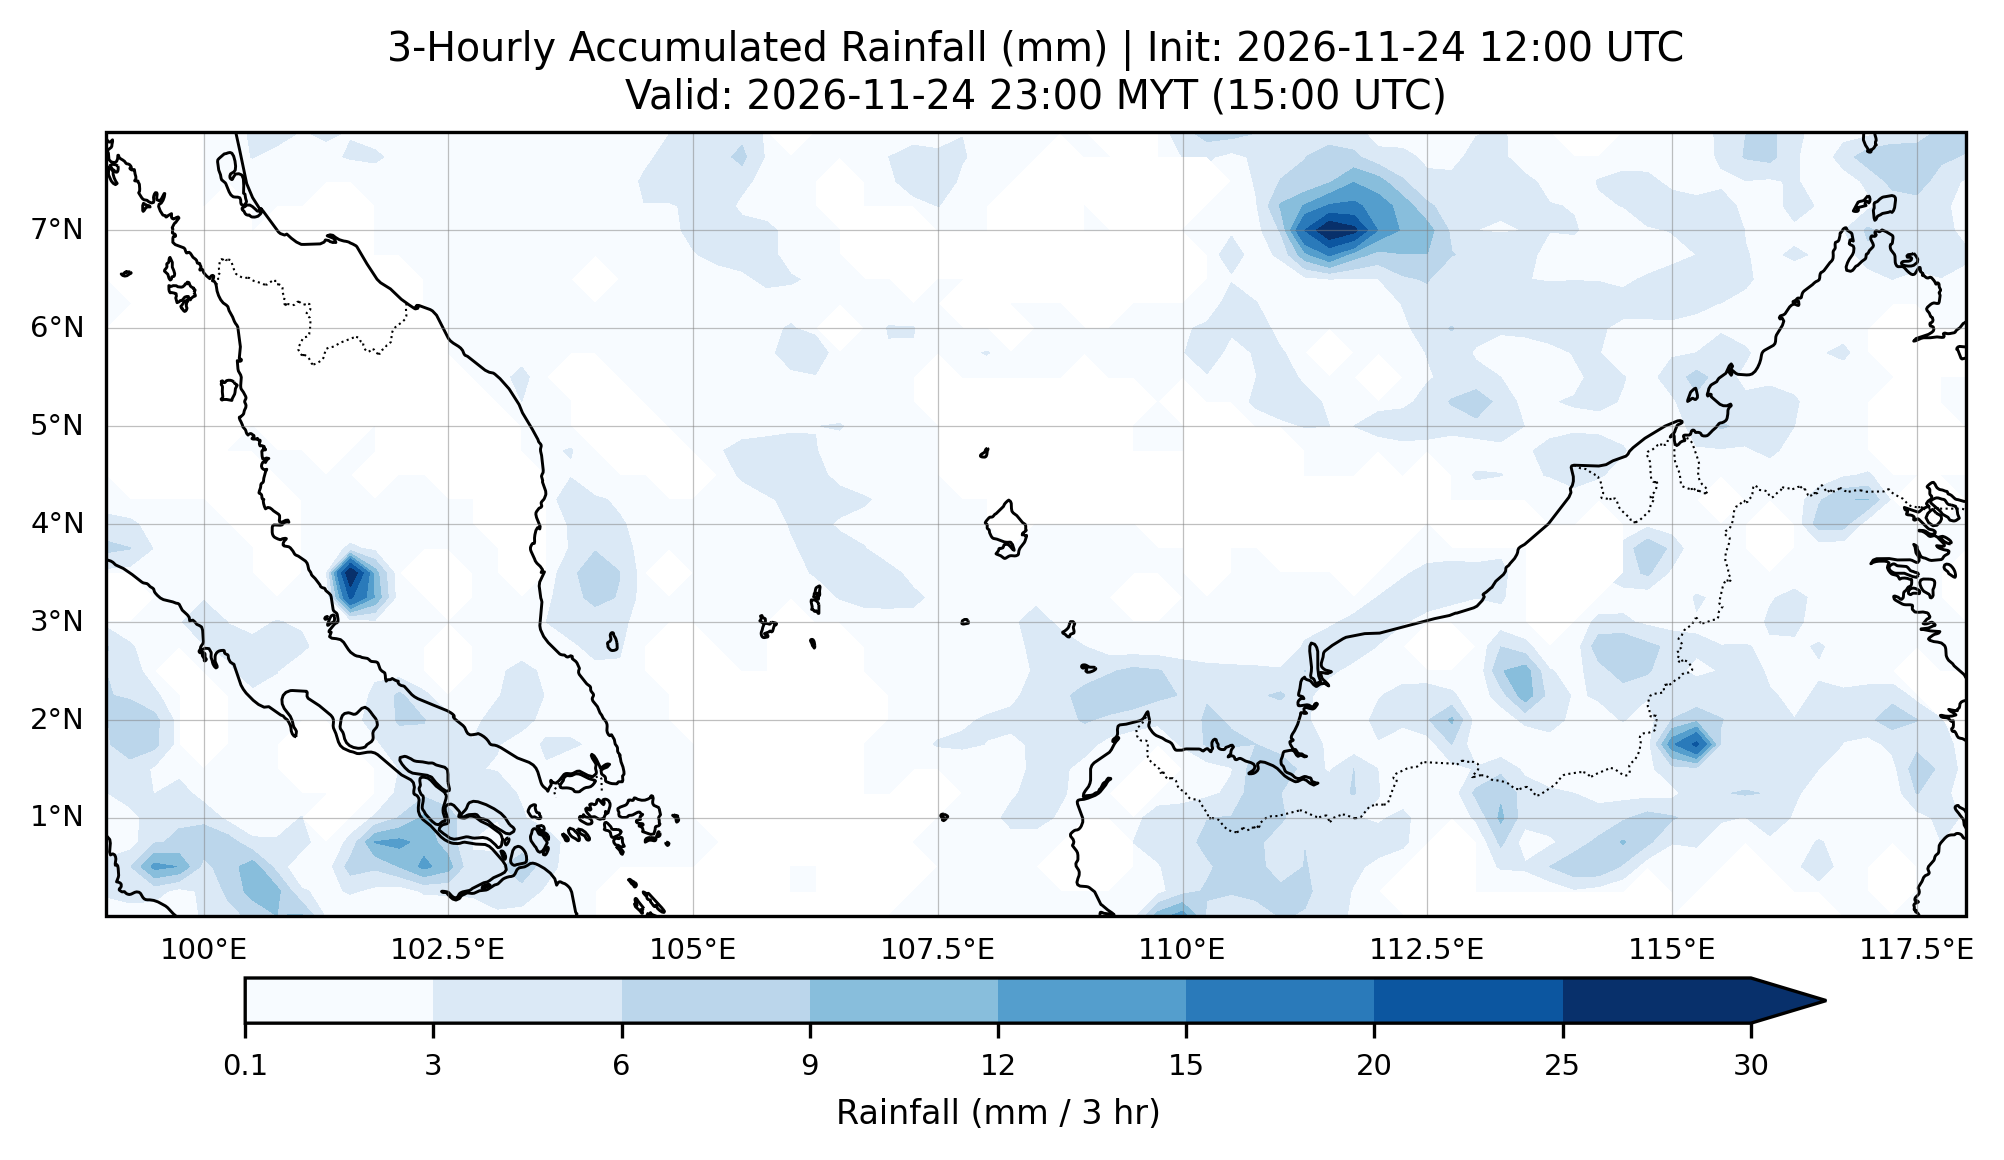 3-Hourly Accumulated Rainfall (mm) | Init: 2026-11-24 12:00 UTC
Valid: 2026-11-24 23:00 MYT (15:00 UTC)
7°N
6°N
5°N
4°N
3°N
2°N
1°N
100°E 102.5°E 105°E 107.5°E 110°E 112.5°E 115°E 117.5°E
0.1 3 6 9 12 15 20 25 30
Rainfall (mm / 3 hr)